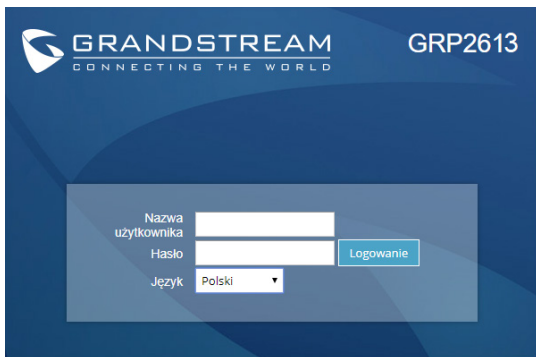 GRANDSTREAM
CONNECTING THE WORLD
GRP2613
Nazwa
użytkownika
Hasło
Logowanie
Język
Polski